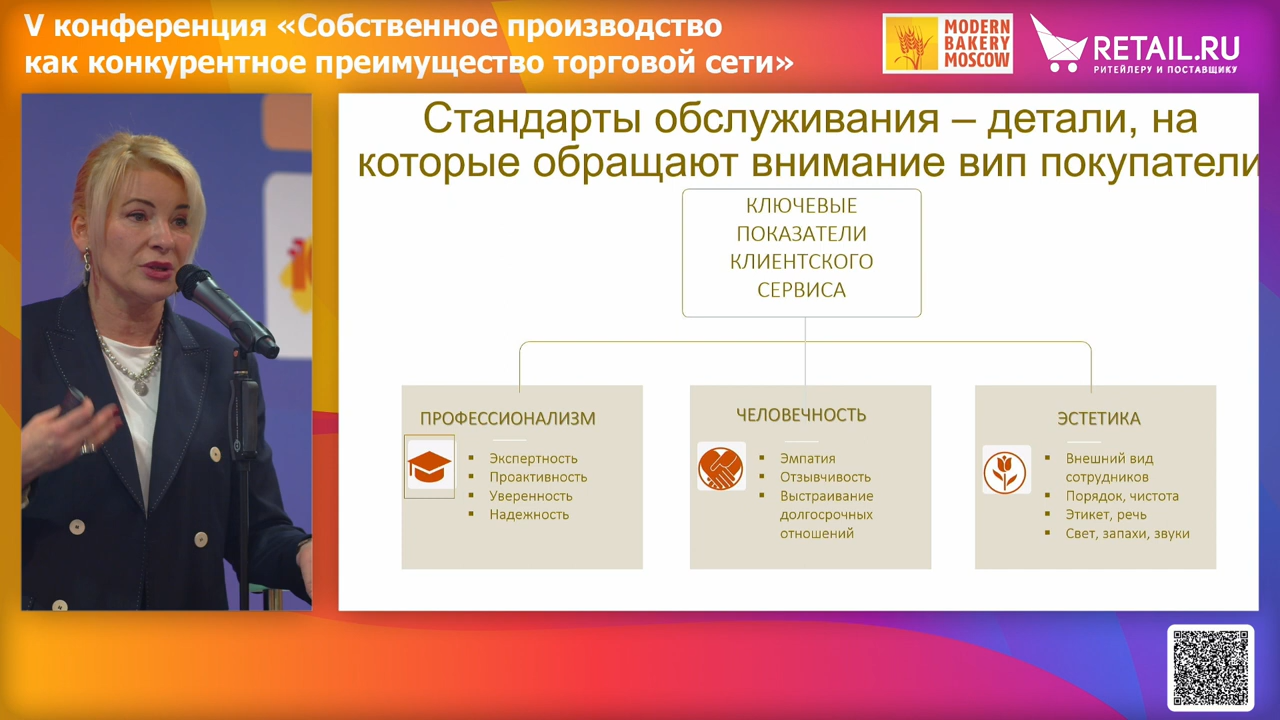 V конференция «Собственное производство
как конкурентное преимущество торговой сети»
MODERN
BAKERY
MOSCOW
RETAIL.RU
РИТЕЙЛЕРУ И ПОСТАВЩИКУ
Стандарты обслуживания – детали, на
которые обращают внимание вип покупатели
КЛЮЧЕВЫЕ
ПОКАЗАТЕЛИ
КЛИЕНТСКОГО
СЕРВИСА
ПРОФЕССИОНАЛИЗМ
▪ Экспертность
▪ Проактивность
▪ Уверенность
▪ Надежность
ЧЕЛОВЕЧНОСТЬ
▪ Эмпатия
▪ Отзывчивость
▪ Выстраивание
долгосрочных
отношений
ЭСТЕТИКА
▪ Внешний вид
сотрудников
▪ Порядок, чистота
▪ Этикет, речь
▪ Свет, запахи, звуки